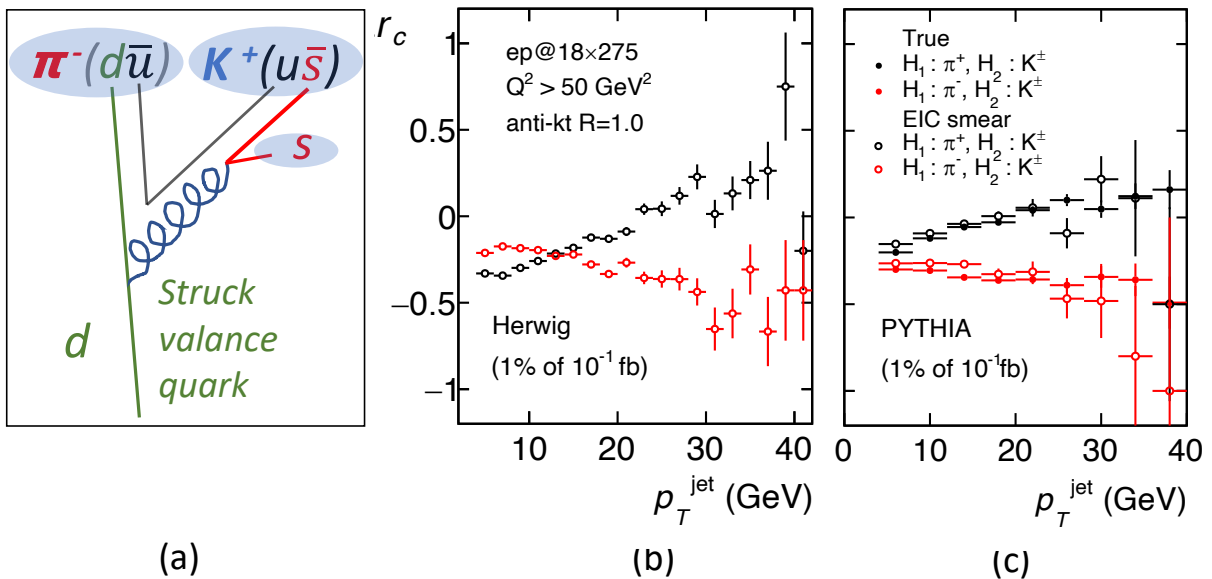 π⁻(dū) K⁺(us̄)
s
d
Struck
valance
quark
(a)
r_c
1
0.5
0
−0.5
−1
ep@18×275
Q² > 50 GeV²
anti-kt R=1.0
Herwig
(1% of 10⁻¹ fb)
10 20 30 40
p_T^jet (GeV)
(b)
True
H₁ : π⁺, H₂ : K±
H₁ : π⁻, H₂ : K±
EIC smear
H₁ : π⁺, H₂ : K±
H₁ : π⁻, H₂ : K±
PYTHIA
(1% of 10⁻¹fb)
0 10 20 30 40
p_T^jet (GeV)
(c)